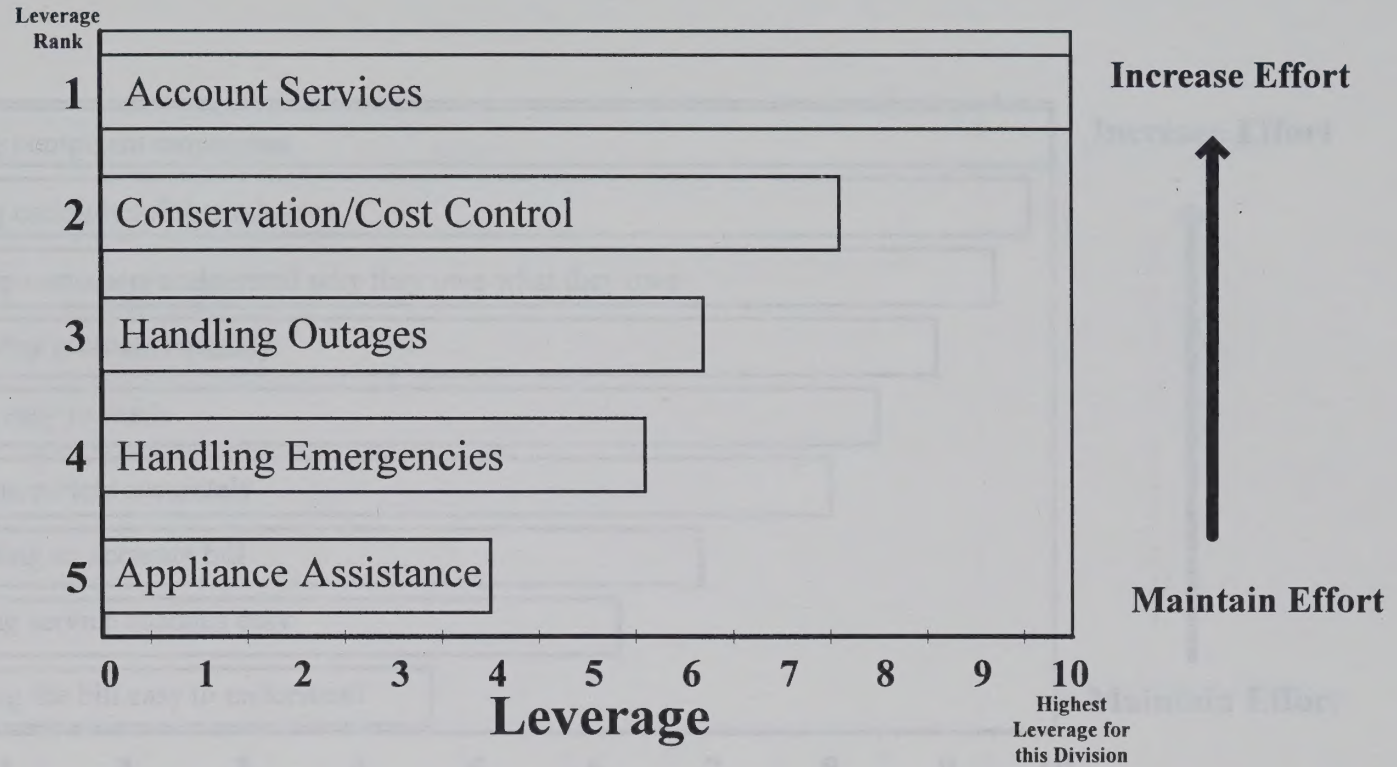 Leverage
Rank
1 Account Services
Increase Effort
2 Conservation/Cost Control
3 Handling Outages
4 Handling Emergencies
5 Appliance Assistance
Maintain Effort
0 1 2 3 4 5 6 7 8 9 10
Leverage
Highest
Leverage for
this Division